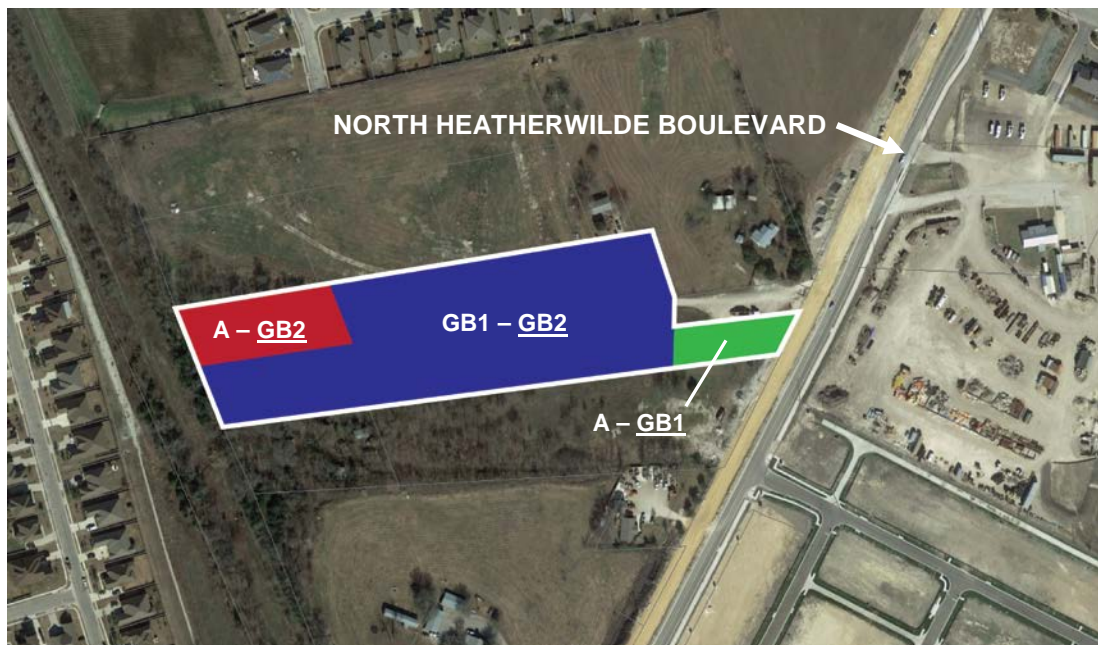 NORTH HEATHERWILDE BOULEVARD
A – GB2
GB1 – GB2
A – GB1